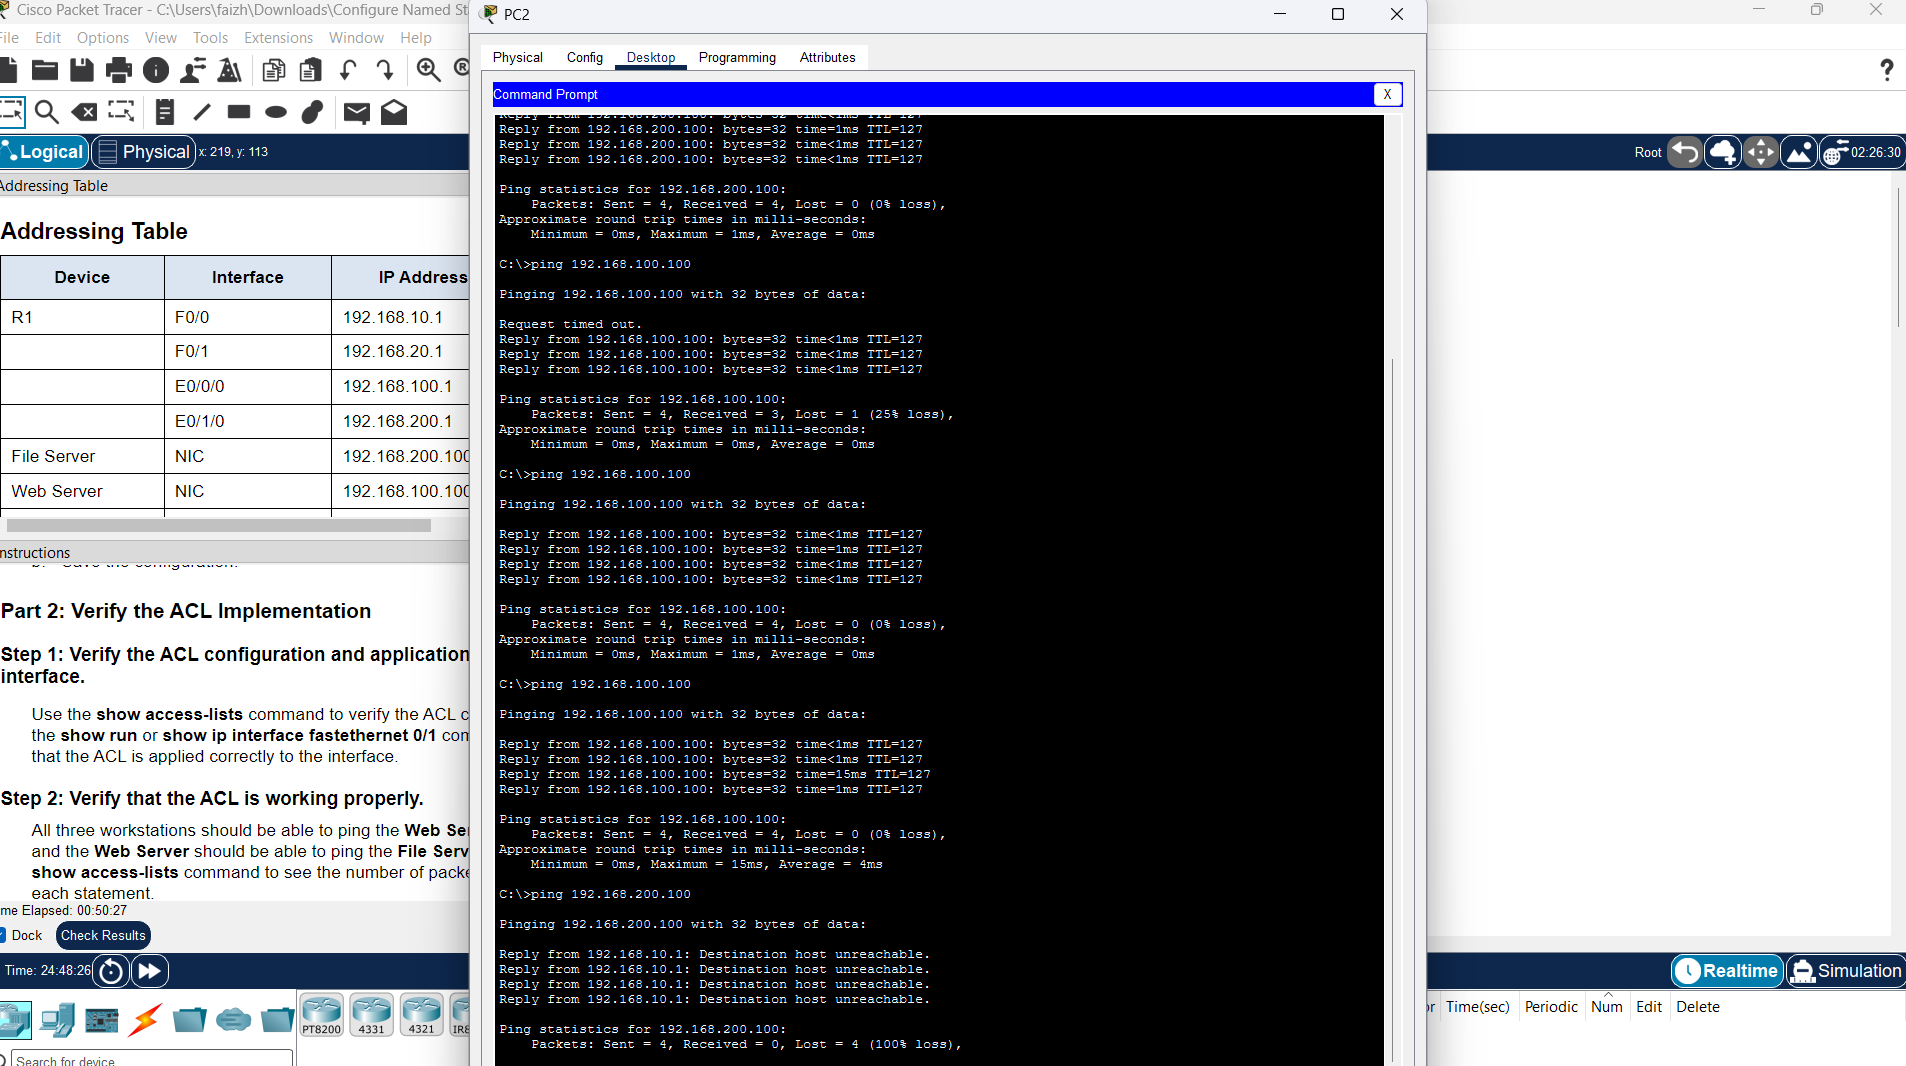 Cisco Packet Tracer - C:\Users\faizh\Downloads\Configure Named Sta
PC2
File Edit Options View Tools Extensions Window Help
Physical Config Desktop Programming Attributes
Command Prompt
X
Logical
Physical
x: 219, y: 113
Root
02:26:30
Addressing Table
Addressing Table
Device Interface IP Address
R1 F0/0 192.168.10.1
F0/1 192.168.20.1
E0/0/0 192.168.100.1
E0/1/0 192.168.200.1
File Server NIC 192.168.200.100
Web Server NIC 192.168.100.100
nstructions
b. Save the configuration.
Part 2: Verify the ACL Implementation
Step 1: Verify the ACL configuration and application
interface.
Use the show access-lists command to verify the ACL c
the show run or show ip interface fastethernet 0/1 com
that the ACL is applied correctly to the interface.
Step 2: Verify that the ACL is working properly.
All three workstations should be able to ping the Web Ser
and the Web Server should be able to ping the File Serv
show access-lists command to see the number of packe
each statement.
me Elapsed: 00:50:27
Dock
Check Results
Time: 24:48:26
PT8200
4331
4321
IR8
Search for device
Reply from 192.168.200.100: bytes=32 time<1ms TTL=127
Reply from 192.168.200.100: bytes=32 time=1ms TTL=127
Reply from 192.168.200.100: bytes=32 time<1ms TTL=127
Reply from 192.168.200.100: bytes=32 time=1ms TTL=127
Ping statistics for 192.168.200.100:
Packets: Sent = 4, Received = 4, Lost = 0 (0% loss),
Approximate round trip times in milli-seconds:
Minimum = 0ms, Maximum = 1ms, Average = 0ms
C:\>ping 192.168.100.100
Pinging 192.168.100.100 with 32 bytes of data:
Request timed out.
Reply from 192.168.100.100: bytes=32 time<1ms TTL=127
Reply from 192.168.100.100: bytes=32 time<1ms TTL=127
Reply from 192.168.100.100: bytes=32 time<1ms TTL=127
Ping statistics for 192.168.100.100:
Packets: Sent = 4, Received = 3, Lost = 1 (25% loss),
Approximate round trip times in milli-seconds:
Minimum = 0ms, Maximum = 0ms, Average = 0ms
C:\>ping 192.168.100.100
Pinging 192.168.100.100 with 32 bytes of data:
Reply from 192.168.100.100: bytes=32 time<1ms TTL=127
Reply from 192.168.100.100: bytes=32 time=1ms TTL=127
Reply from 192.168.100.100: bytes=32 time<1ms TTL=127
Reply from 192.168.100.100: bytes=32 time<1ms TTL=127
Ping statistics for 192.168.100.100:
Packets: Sent = 4, Received = 4, Lost = 0 (0% loss),
Approximate round trip times in milli-seconds:
Minimum = 0ms, Maximum = 1ms, Average = 0ms
C:\>ping 192.168.100.100
Pinging 192.168.100.100 with 32 bytes of data:
Reply from 192.168.100.100: bytes=32 time<1ms TTL=127
Reply from 192.168.100.100: bytes=32 time<1ms TTL=127
Reply from 192.168.100.100: bytes=32 time=15ms TTL=127
Reply from 192.168.100.100: bytes=32 time=1ms TTL=127
Ping statistics for 192.168.100.100:
Packets: Sent = 4, Received = 4, Lost = 0 (0% loss),
Approximate round trip times in milli-seconds:
Minimum = 0ms, Maximum = 15ms, Average = 4ms
C:\>ping 192.168.200.100
Pinging 192.168.200.100 with 32 bytes of data:
Reply from 192.168.10.1: Destination host unreachable.
Reply from 192.168.10.1: Destination host unreachable.
Reply from 192.168.10.1: Destination host unreachable.
Reply from 192.168.10.1: Destination host unreachable.
Ping statistics for 192.168.200.100:
Packets: Sent = 4, Received = 0, Lost = 4 (100% loss),
Realtime
Simulation
or Time(sec) Periodic Num Edit Delete